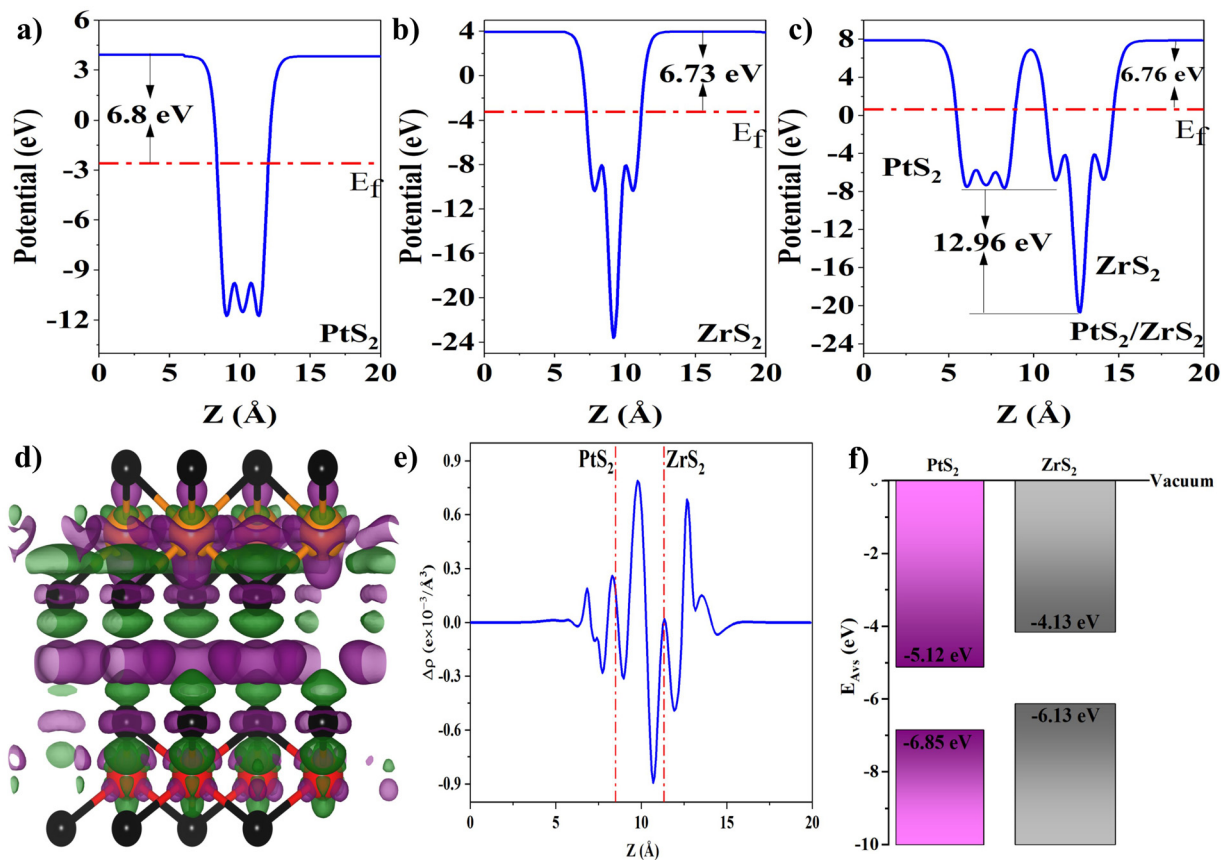 a)
6
3
0
-3
-6
-9
-12
Potential (eV)
6.8 eV
E_f
PtS₂
0 5 10 15 20
Z (Å)
b)
4
0
-4
-8
-12
-16
-20
-24
Potential (eV)
6.73 eV
E_f
ZrS₂
0 5 10 15 20
Z (Å)
c)
12
8
4
0
-4
-8
-12
-16
-20
-24
Potential (eV)
6.76 eV
E_f
PtS₂
12.96 eV
ZrS₂
PtS₂/ZrS₂
0 5 10 15 20
Z (Å)
d)
e)
PtS₂ ZrS₂
0.9
0.6
0.3
0.0
-0.3
-0.6
-0.9
Δρ (e×10⁻³/Å³)
0 5 10 15 20
Z (Å)
f)
PtS₂ ZrS₂
Vacuum
0
-2
-4
-6
-8
-10
E_Avs (eV)
-4.13 eV
-5.12 eV
-6.13 eV
-6.85 eV